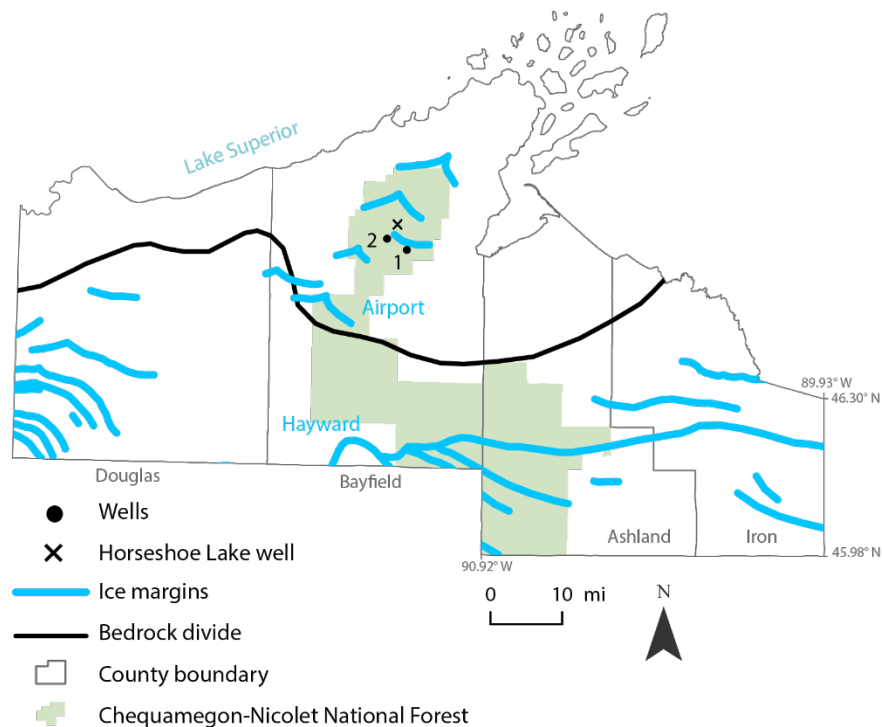 Lake Superior
2
1
Airport
89.93° W
46.30° N
Hayward
Douglas
Bayfield
Ashland
Iron
45.98° N
90.92° W
Wells
Horseshoe Lake well
Ice margins
Bedrock divide
County boundary
Chequamegon-Nicolet National Forest
0 10 mi
N